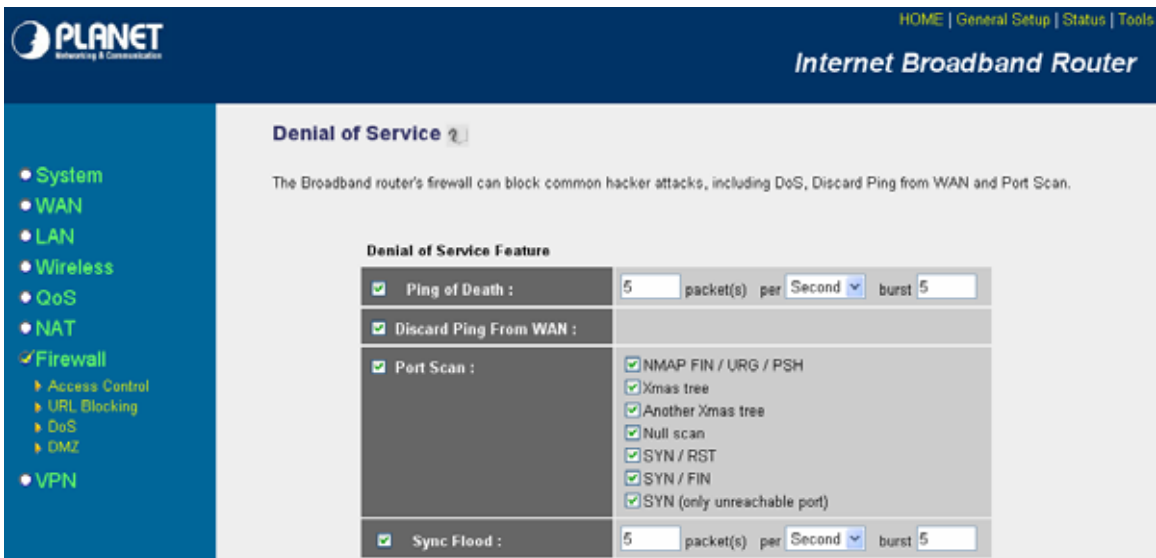 PLANET
Networking & Communication
HOME | General Setup | Status | Tools
Internet Broadband Router
System
WAN
LAN
Wireless
QoS
NAT
Firewall
Access Control
URL Blocking
DoS
DMZ
VPN
Denial of Service
The Broadband router's firewall can block common hacker attacks, including DoS, Discard Ping from WAN and Port Scan.
Denial of Service Feature
Ping of Death : 5 packet(s) per Second burst 5
Discard Ping From WAN :
Port Scan :
NMAP FIN / URG / PSH
Xmas tree
Another Xmas tree
Null scan
SYN / RST
SYN / FIN
SYN (only unreachable port)
Sync Flood : 5 packet(s) per Second burst 5